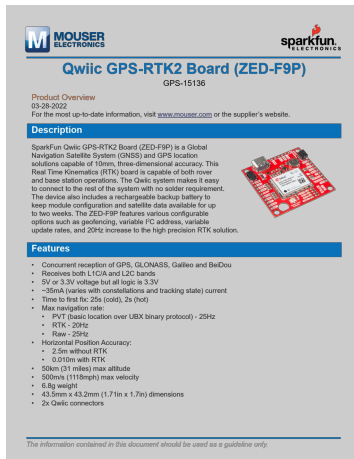 MOUSER
ELECTRONICS
sparkfun
ELECTRONICS
Qwiic GPS-RTK2 Board (ZED-F9P)
GPS-15136
Product Overview
03-28-2022
For the most up-to-date information, visit www.mouser.com or the supplier's website.
Description
SparkFun Qwiic GPS-RTK2 Board (ZED-F9P) is a Global
Navigation Satellite System (GNSS) and GPS location
solutions capable of 10mm, three-dimensional accuracy. This
Real Time Kinematics (RTK) board is capable of both rover
and base station operations. The Qwiic system makes it easy
to connect to the rest of the system with no solder requirement.
The device also includes a rechargeable backup battery to
keep module configuration and satellite data available for up
to two weeks. The ZED-F9P features various configurable
options such as geofencing, variable I²C address, variable
update rates, and 20Hz increase to the high precision RTK solution.
Features
• Concurrent reception of GPS, GLONASS, Galileo and BeiDou
• Receives both L1C/A and L2C bands
• 5V or 3.3V voltage but all logic is 3.3V
• ~35mA (varies with constellations and tracking state) current
• Time to first fix: 25s (cold), 2s (hot)
• Max navigation rate:
• PVT (basic location over UBX binary protocol) - 25Hz
• RTK - 20Hz
• Raw - 25Hz
• Horizontal Position Accuracy:
• 2.5m without RTK
• 0.010m with RTK
• 50km (31 miles) max altitude
• 500m/s (1118mph) max velocity
• 6.8g weight
• 43.5mm x 43.2mm (1.71in x 1.7in) dimensions
• 2x Qwiic connectors
The information contained in this document should be used as a guideline only.